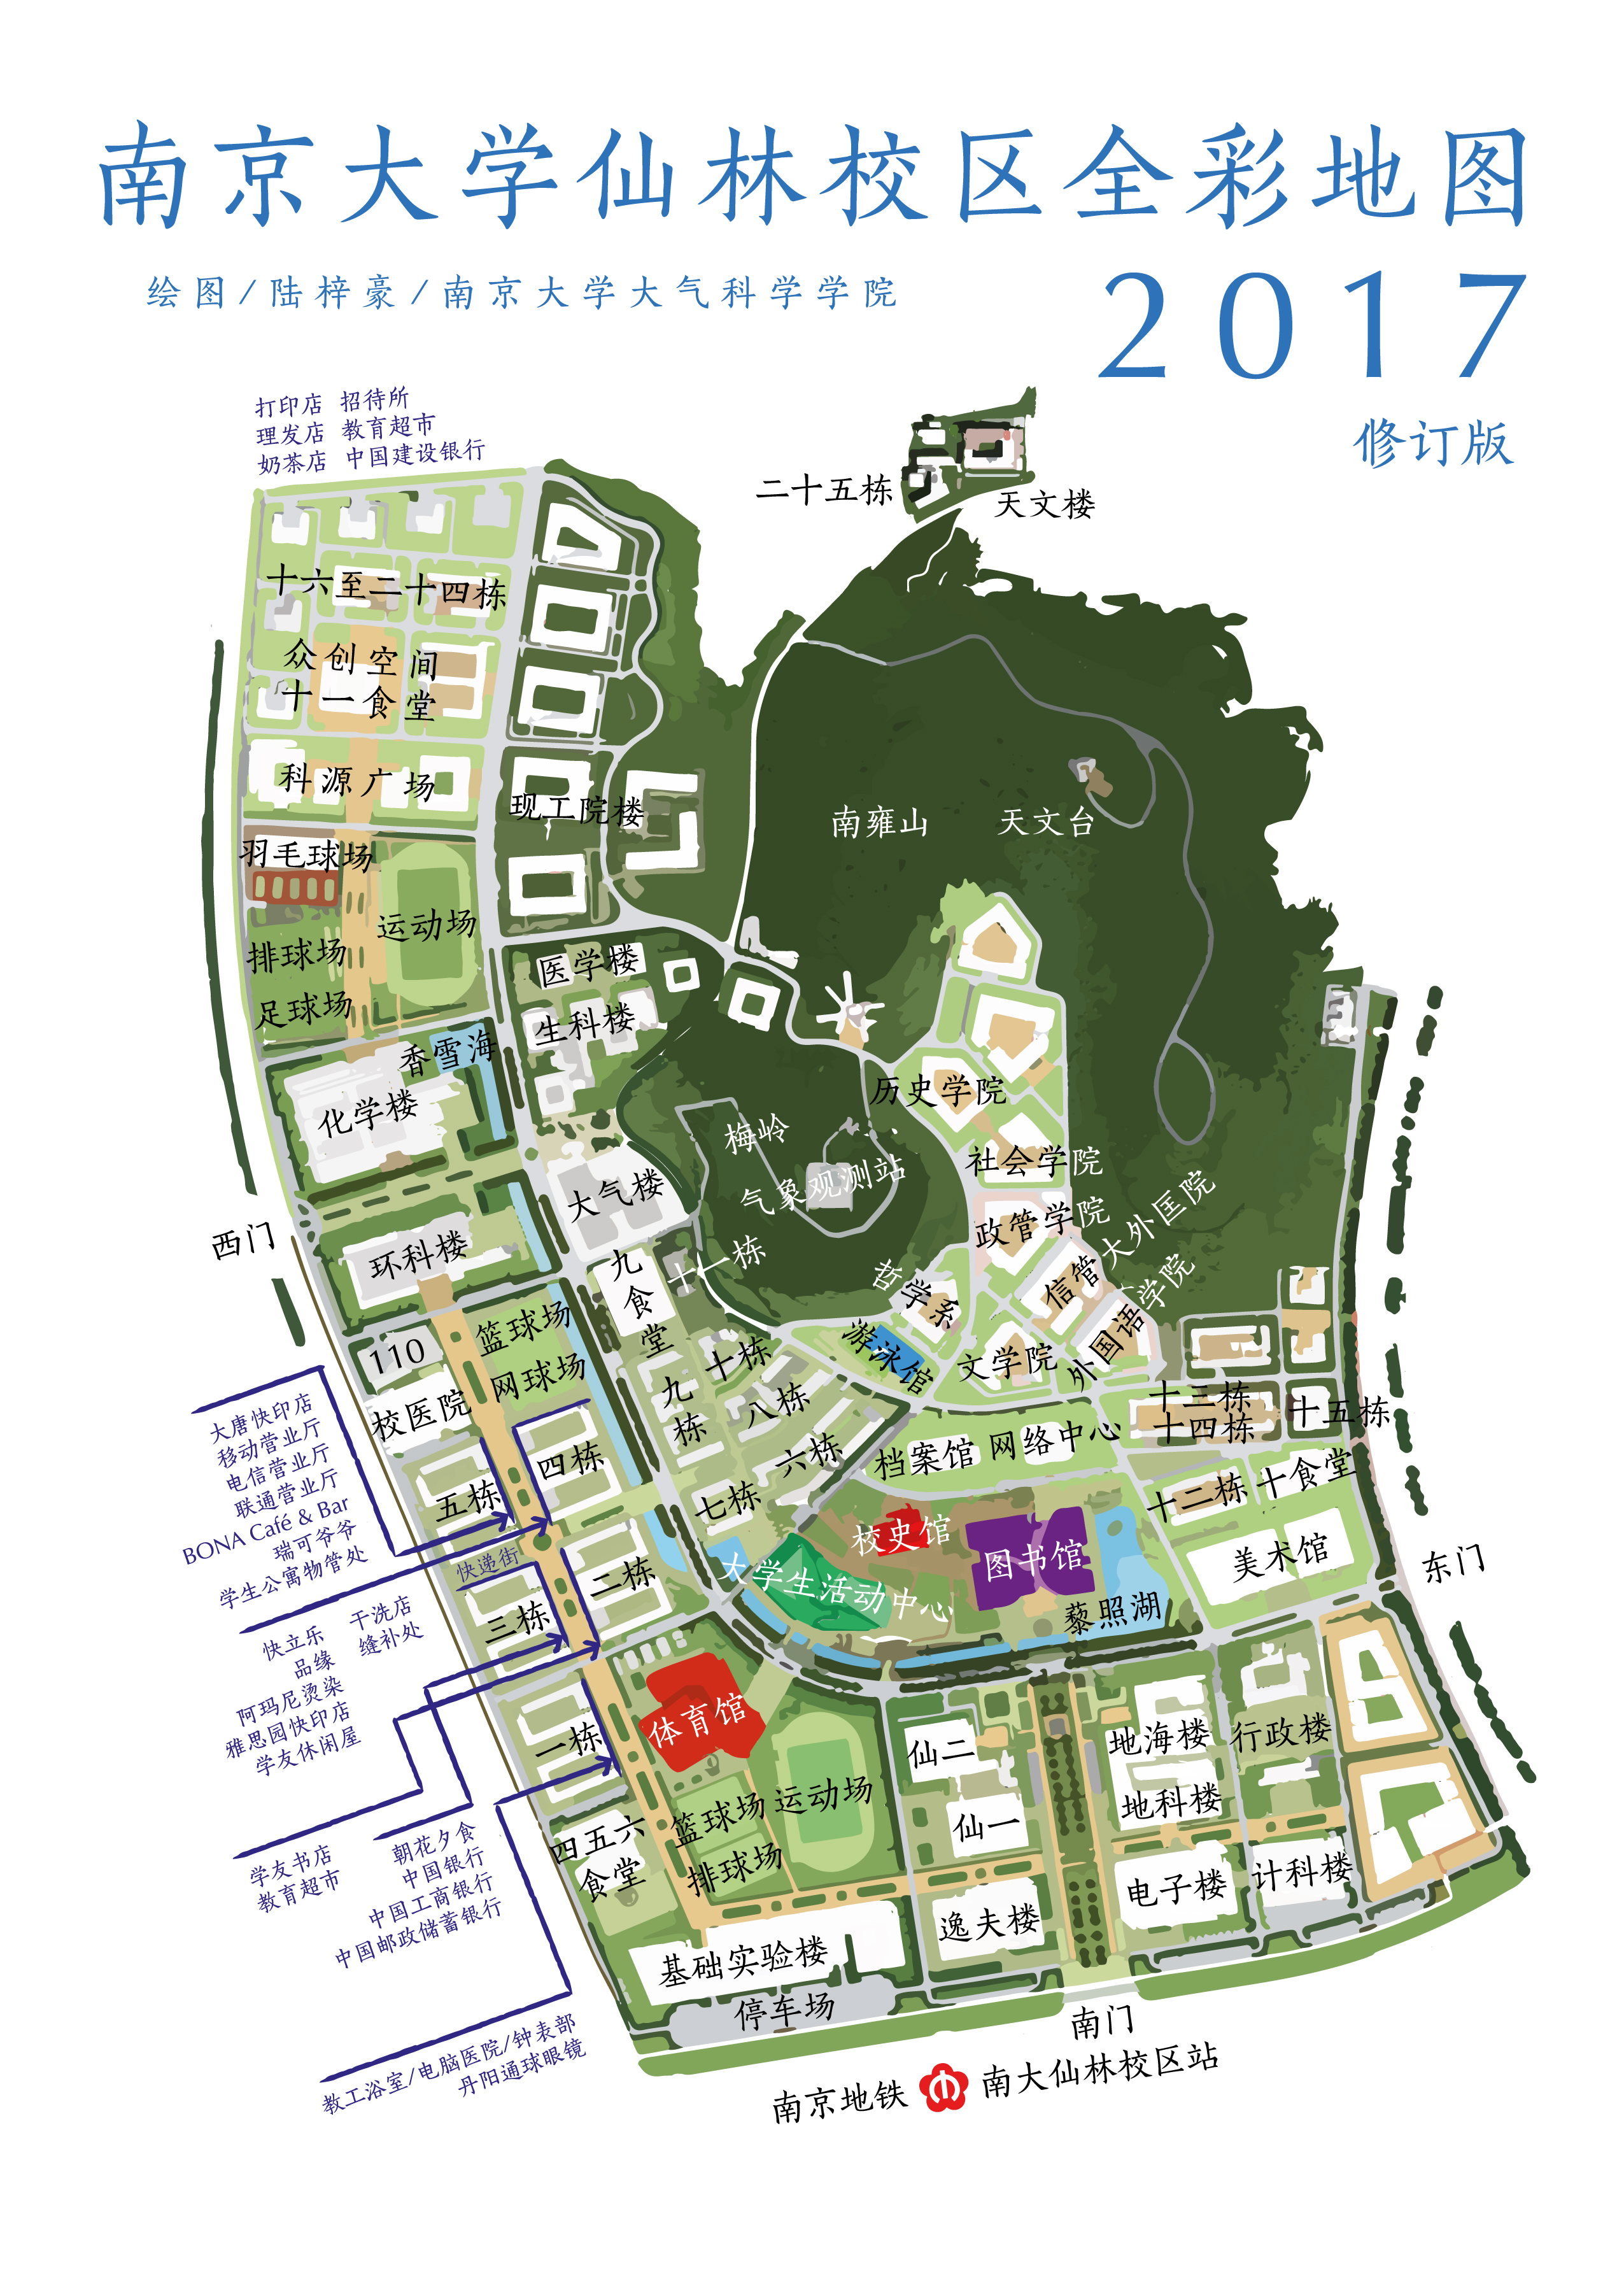 南京大学仙林校区全彩地图
绘图/陆梓豪/南京大学大气科学学院
2017
修订版
打印店 招待所
理发店 教育超市
奶茶店 中国建设银行
二十五栋
天文楼
十六至二十四栋
众创空间
十一食堂
科源广场
现工院楼
南雍山
天文台
羽毛球场
运动场
排球场
足球场
医学楼
生科楼
香雪海
化学楼
历史学院
梅岭
气象观测站
社会学院
大气楼
政管学院
大外匡院
西门
环科楼
九食堂
十一栋
哲学系
信管学院
外国语
游泳馆
文学院
篮球场
网球场
110
校医院
十栋
九栋
八栋
六栋
七栋
十三栋
十四栋
十五栋
档案馆
网络中心
十二栋
十食堂
美术馆
东门
大唐快印店
移动营业厅
电信营业厅
联通营业厅
BONA Café & Bar
瑞可爷爷
学生公寓物管处
五栋
四栋
快递街
二栋
三栋
大学生活动中心
校史馆
图书馆
藜照湖
快立乐
品缘
阿玛尼烫染
雅思园快印店
学友休闲屋
干洗店
缝补处
一栋
体育馆
仙二
地海楼
行政楼
篮球场
运动场
仙一
地科楼
排球场
四五六
食堂
学友书店
教育超市
朝花夕食
中国银行
中国工商银行
中国邮政储蓄银行
逸夫楼
电子楼
计科楼
基础实验楼
停车场
南门
教工浴室/电脑医院/钟表部
丹阳通球眼镜
南京地铁 南大仙林校区站